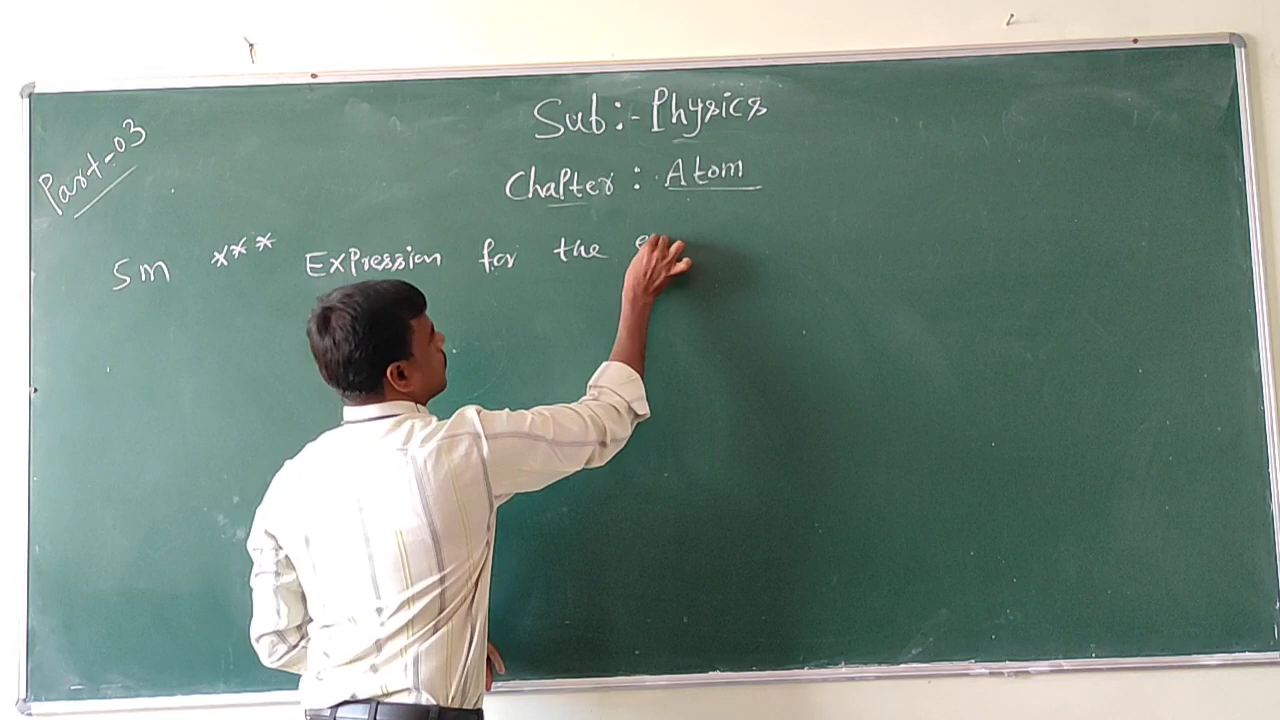 Sub:- Physics
Part-03
Chapter : Atom
5m *** Expression for the e